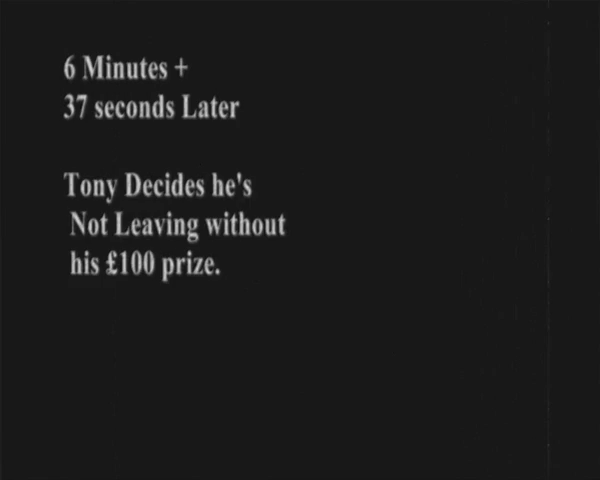 6 Minutes +
37 seconds Later
Tony Decides he's
Not Leaving without
his £100 prize.